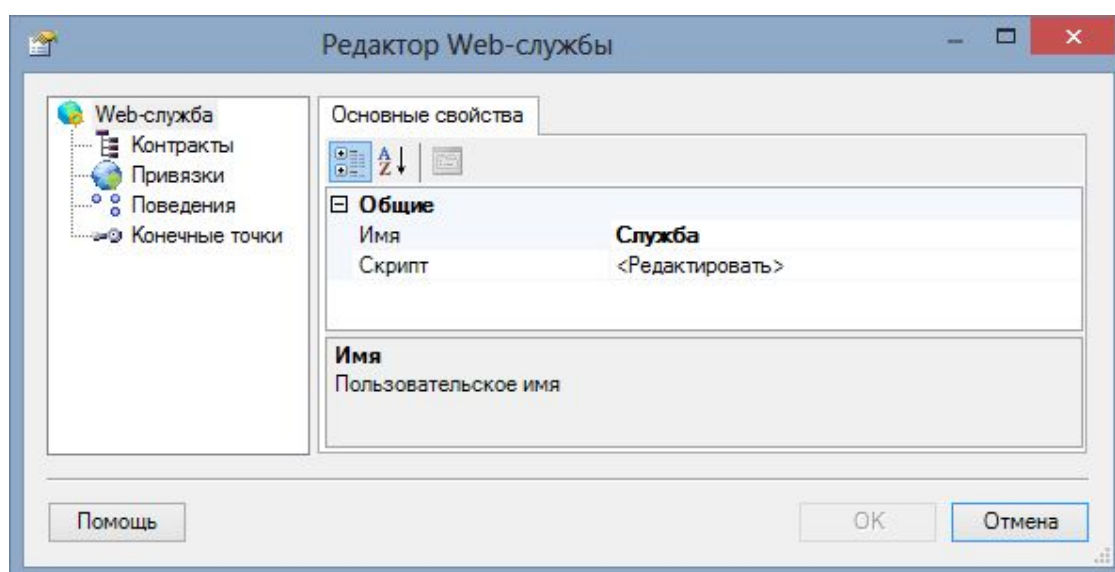 Редактор Web-службы
Web-служба
Контракты
Привязки
Поведения
Конечные точки
Основные свойства
Общие
Имя Служба
Скрипт <Редактировать>
Имя
Пользовательское имя
Помощь
OK
Отмена